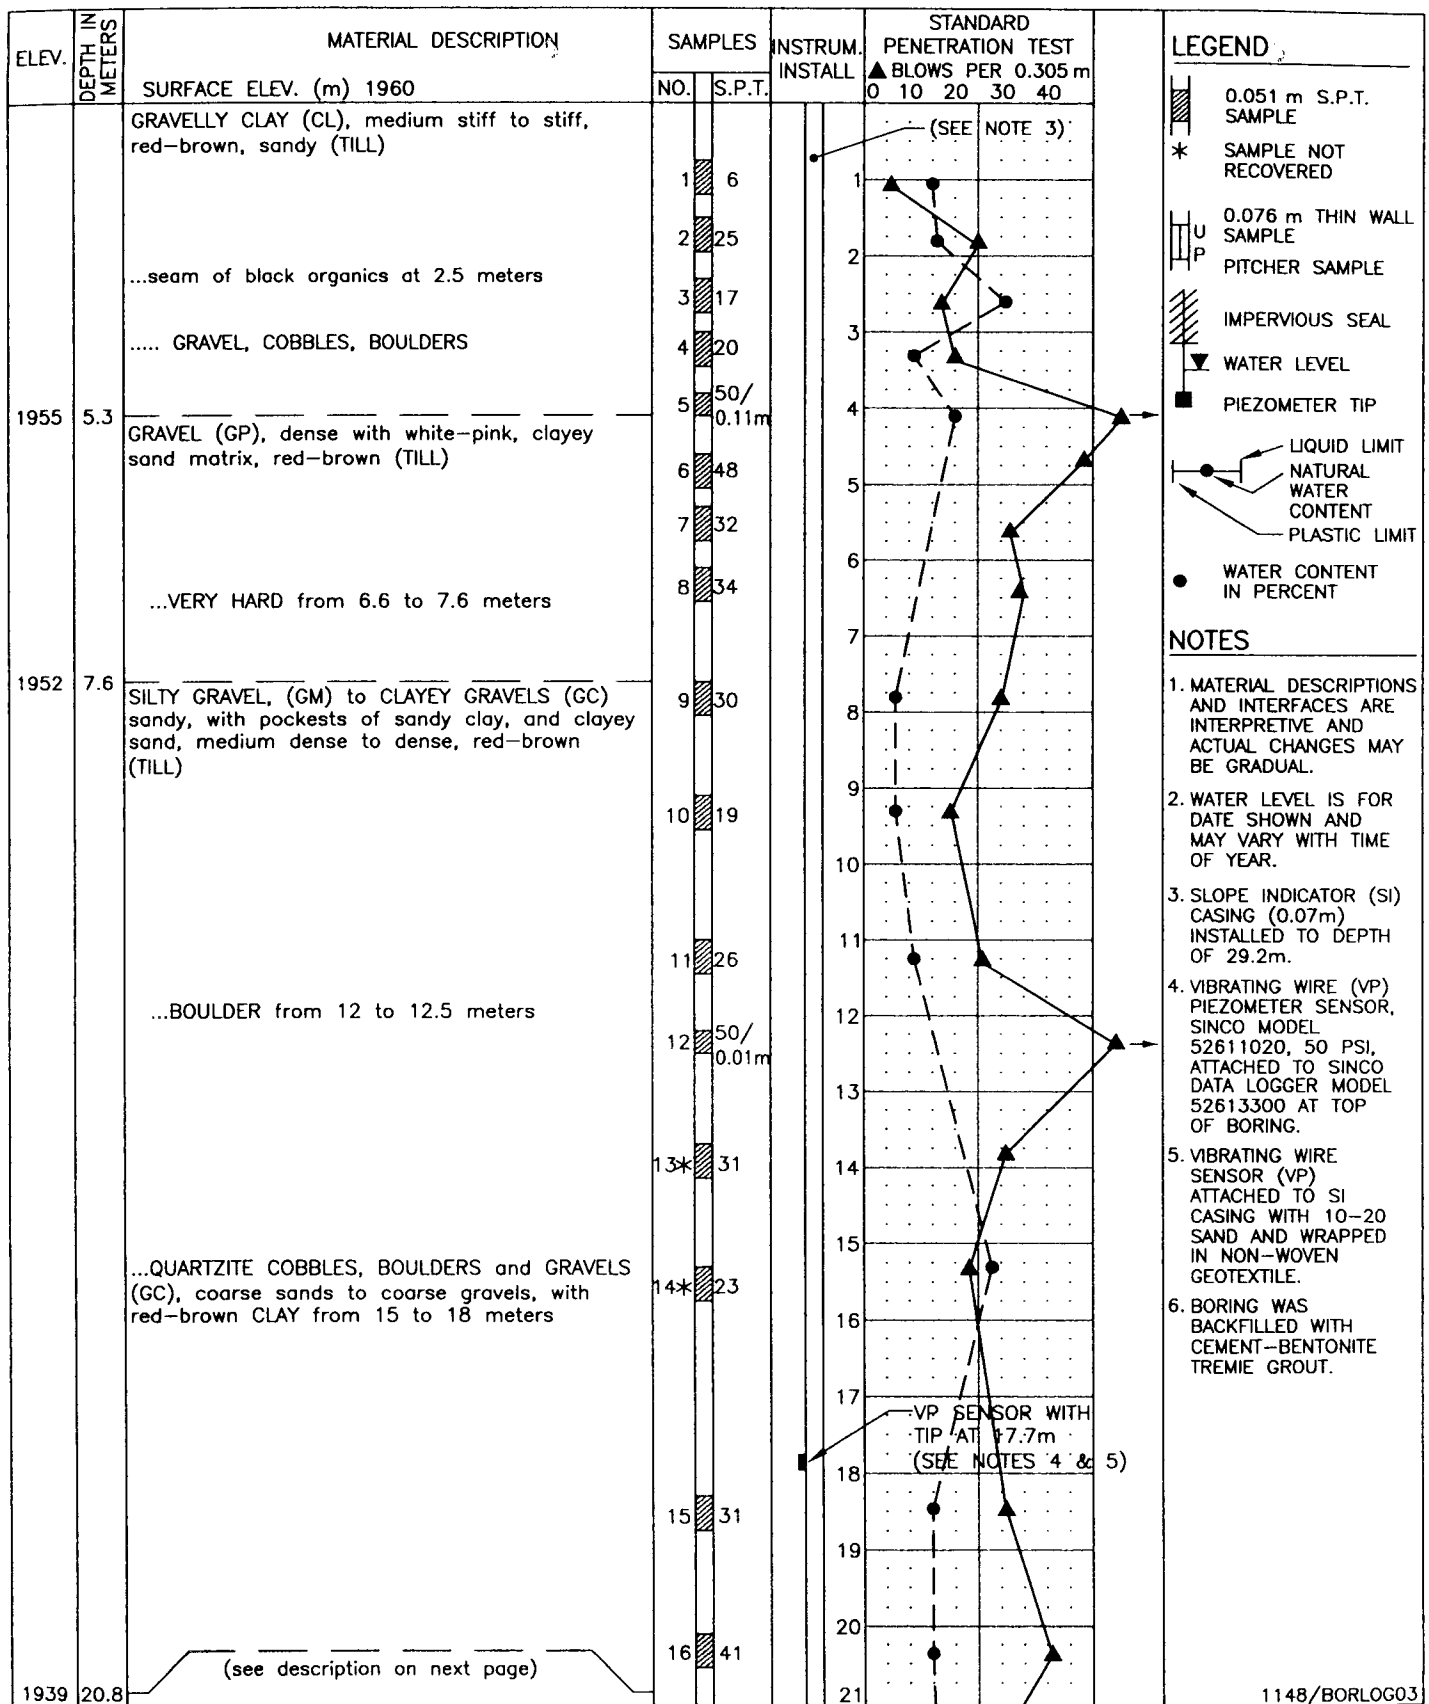 ELEV.
DEPTH IN
METERS
MATERIAL DESCRIPTION
SURFACE ELEV. (m) 1960
SAMPLES
NO.
S.P.T.
INSTRUM.
INSTALL
STANDARD
PENETRATION TEST
▲ BLOWS PER 0.305 m
0 10 20 30 40
GRAVELLY CLAY (CL), medium stiff to stiff,
red-brown, sandy (TILL)
...seam of black organics at 2.5 meters
..... GRAVEL, COBBLES, BOULDERS
1955 5.3
GRAVEL (GP), dense with white-pink, clayey
sand matrix, red-brown (TILL)
...VERY HARD from 6.6 to 7.6 meters
1952 7.6
SILTY GRAVEL, (GM) to CLAYEY GRAVELS (GC)
sandy, with pockests of sandy clay, and clayey
sand, medium dense to dense, red-brown
(TILL)
...BOULDER from 12 to 12.5 meters
...QUARTZITE COBBLES, BOULDERS and GRAVELS
(GC), coarse sands to coarse gravels, with
red-brown CLAY from 15 to 18 meters
(see description on next page)
1939 20.8
1 6
2 25
3 17
4 20
5 50/
0.11m
6 48
7 32
8 34
9 30
10 19
11 26
12 50/
0.01m
13* 31
14* 23
15 31
16 41
(SEE NOTE 3)
1
2
3
4
5
6
7
8
9
10
11
12
13
14
15
16
17
18
19
20
21
VP SENSOR WITH
TIP AT 17.7m
(SEE NOTES 4 & 5)
LEGEND
0.051 m S.P.T.
SAMPLE
* SAMPLE NOT
RECOVERED
0.076 m THIN WALL
U SAMPLE
P PITCHER SAMPLE
IMPERVIOUS SEAL
WATER LEVEL
PIEZOMETER TIP
LIQUID LIMIT
NATURAL
WATER
CONTENT
PLASTIC LIMIT
WATER CONTENT
IN PERCENT
NOTES
1. MATERIAL DESCRIPTIONS
AND INTERFACES ARE
INTERPRETIVE AND
ACTUAL CHANGES MAY
BE GRADUAL.
2. WATER LEVEL IS FOR
DATE SHOWN AND
MAY VARY WITH TIME
OF YEAR.
3. SLOPE INDICATOR (SI)
CASING (0.07m)
INSTALLED TO DEPTH
OF 29.2m.
4. VIBRATING WIRE (VP)
PIEZOMETER SENSOR,
SINCO MODEL
52611020, 50 PSI,
ATTACHED TO SINCO
DATA LOGGER MODEL
52613300 AT TOP
OF BORING.
5. VIBRATING WIRE
SENSOR (VP)
ATTACHED TO SI
CASING WITH 10-20
SAND AND WRAPPED
IN NON-WOVEN
GEOTEXTILE.
6. BORING WAS
BACKFILLED WITH
CEMENT-BENTONITE
TREMIE GROUT.
1148/BORLOG03